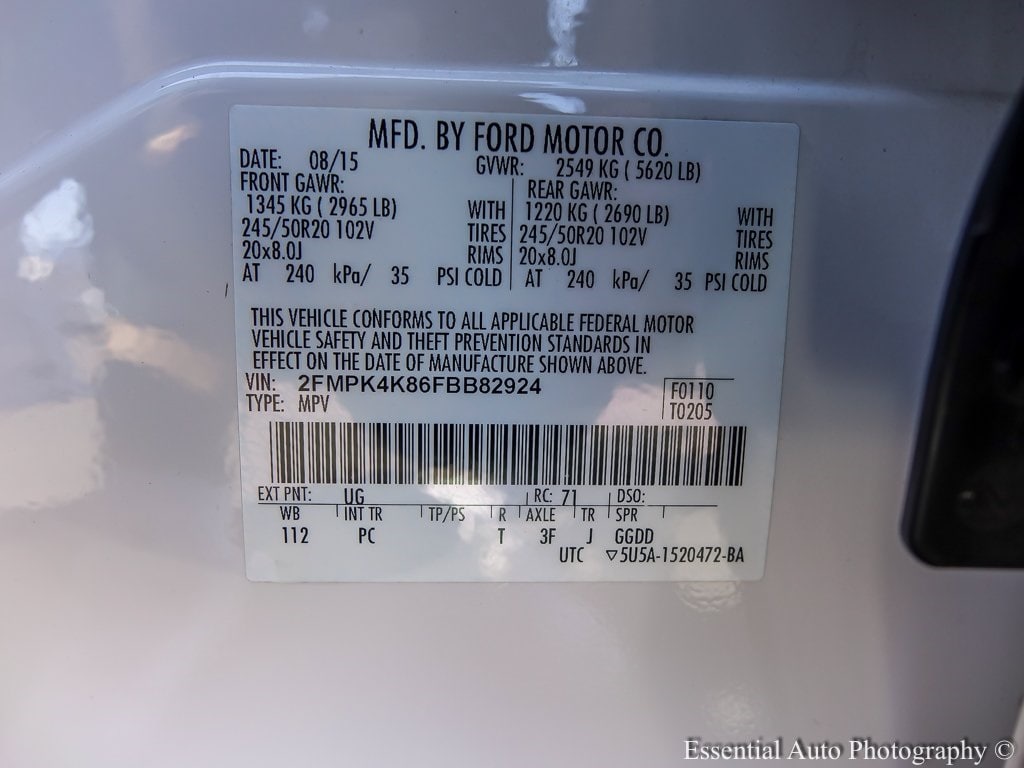 MFD. BY FORD MOTOR CO.
DATE: 08/15 GVWR: 2549 KG ( 5620 LB)
FRONT GAWR: REAR GAWR:
1345 KG ( 2965 LB) WITH 1220 KG ( 2690 LB) WITH
245/50R20 102V TIRES 245/50R20 102V TIRES
20x8.0J RIMS 20x8.0J RIMS
AT 240 kPa/ 35 PSI COLD AT 240 kPa/ 35 PSI COLD
THIS VEHICLE CONFORMS TO ALL APPLICABLE FEDERAL MOTOR
VEHICLE SAFETY AND THEFT PREVENTION STANDARDS IN
EFFECT ON THE DATE OF MANUFACTURE SHOWN ABOVE.
VIN: 2FMPK4K86FBB82924 F0110
TYPE: MPV T0205
EXT PNT: UG RC: 71 DSO:
WB INT TR TP/PS R AXLE TR SPR
112 PC T 3F J GGDD
UTC ▽5U5A-1520472-BA
Essential Auto Photography ©